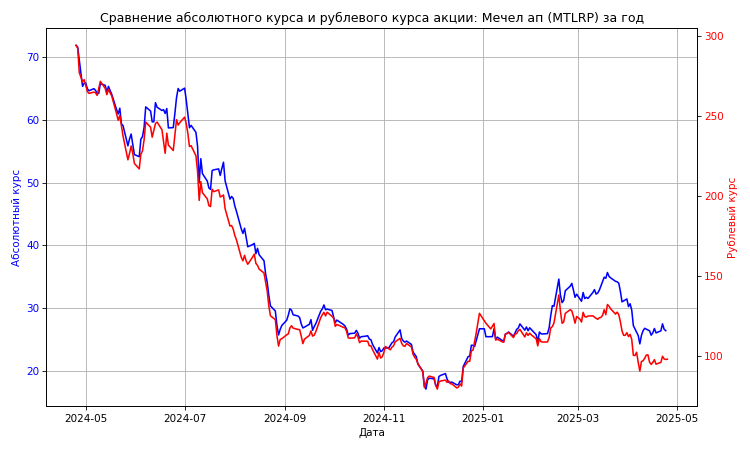 Сравнение абсолютного курса и рублевого курса акции: Мечел ап (MTLRP) за год
Абсолютный курс
70
60
50
40
30
20
300
250
200
150
100
Рублевый курс
2024-05 2024-07 2024-09 2024-11 2025-01 2025-03 2025-05
Дата